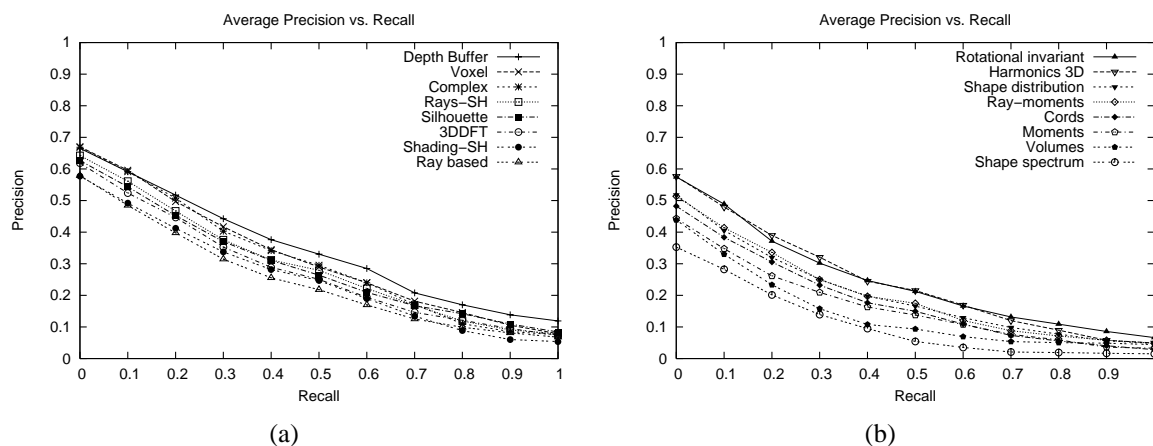 Average Precision vs. Recall
1
0.9
0.8
0.7
0.6
0.5
0.4
0.3
0.2
0.1
0
Precision
Depth Buffer
Voxel
Complex
Rays−SH
Silhouette
3DDFT
Shading−SH
Ray based
0 0.1 0.2 0.3 0.4 0.5 0.6 0.7 0.8 0.9 1
Recall
(a)
Average Precision vs. Recall
1
0.9
0.8
0.7
0.6
0.5
0.4
0.3
0.2
0.1
0
Precision
Rotational invariant
Harmonics 3D
Shape distribution
Ray−moments
Cords
Moments
Volumes
Shape spectrum
0 0.1 0.2 0.3 0.4 0.5 0.6 0.7 0.8 0.9
Recall
(b)